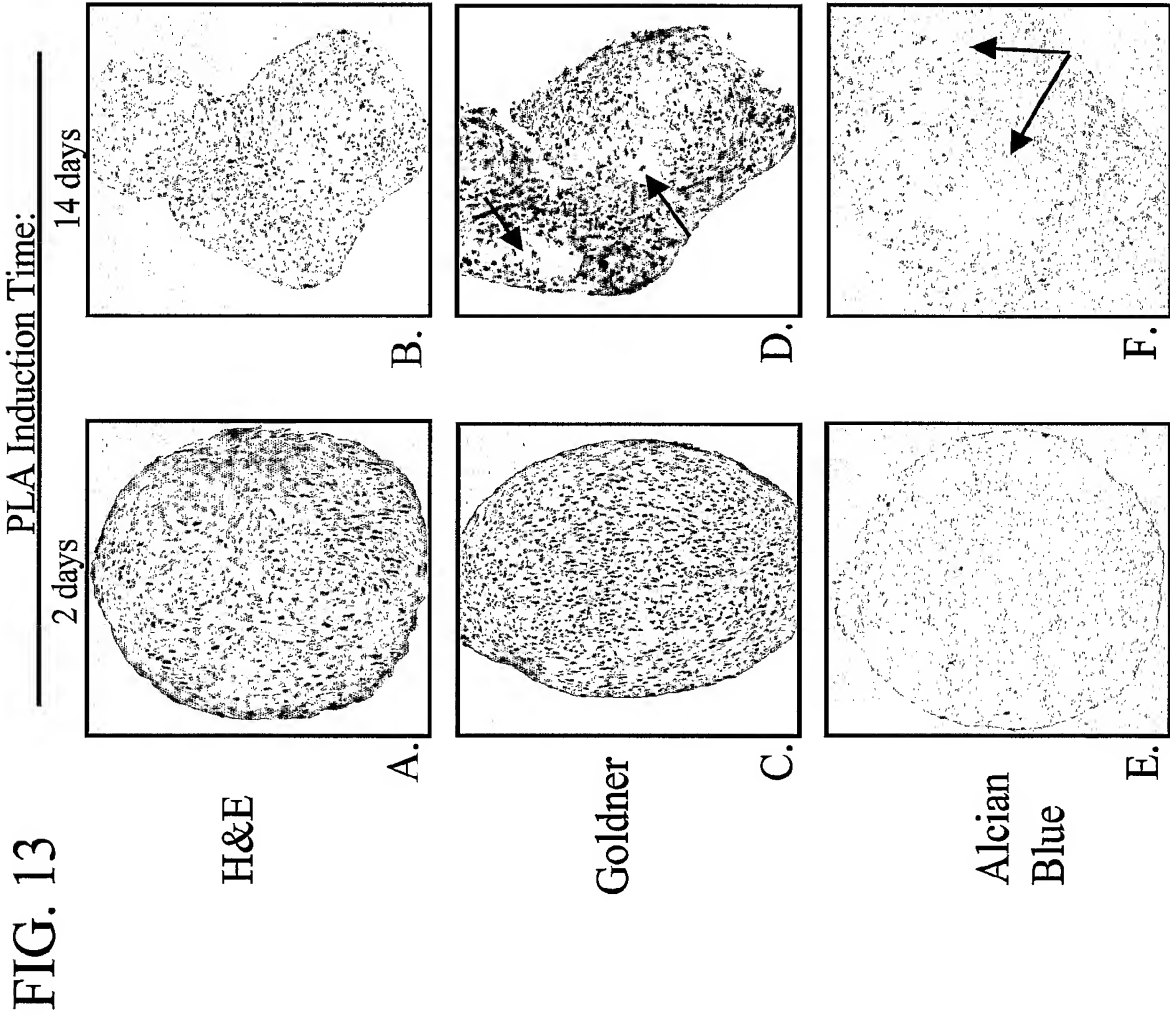 FIG. 13
PLA Induction Time:
2 days
14 days
H&E
A.
B.
Goldner
C.
D.
Alcian
Blue
E.
F.